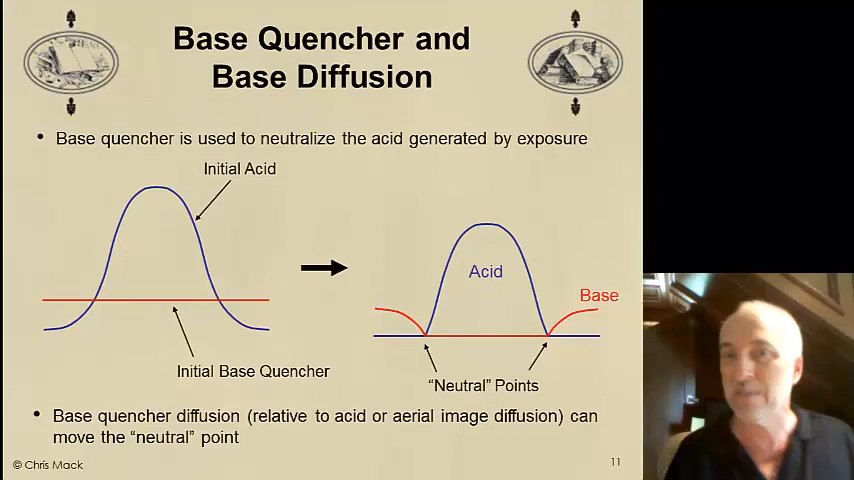 Base Quencher and
Base Diffusion
• Base quencher is used to neutralize the acid generated by exposure
Initial Acid
Acid
Base
Initial Base Quencher
“Neutral” Points
• Base quencher diffusion (relative to acid or aerial image diffusion) can
move the “neutral” point
© Chris Mack
11